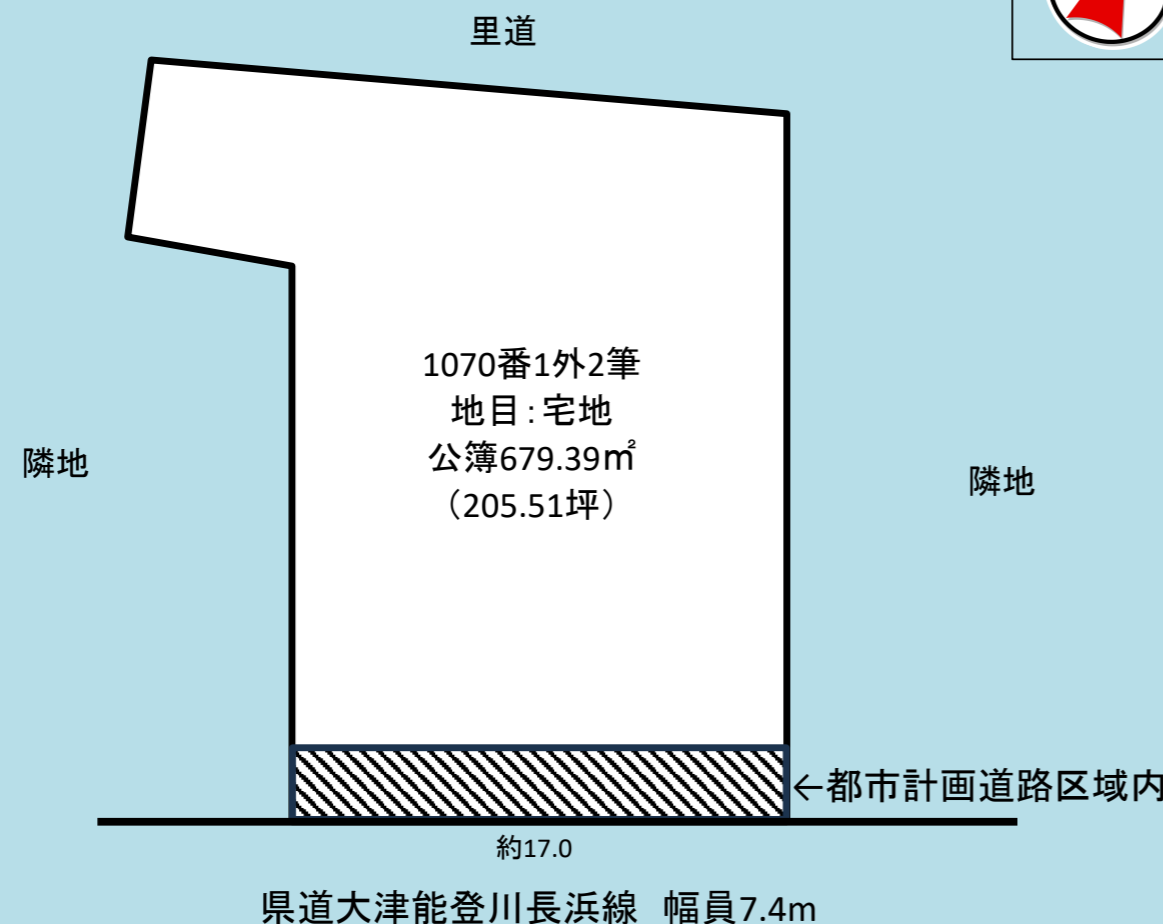 里道
1070番1外2筆
地目:宅地
公簿679.39㎡
（205.51坪）
隣地
隣地
←都市計画道路区域内
約17.0
県道大津能登川長浜線 幅員7.4m